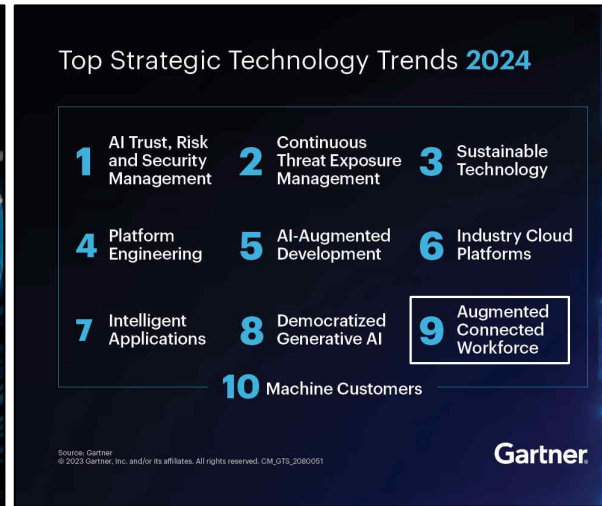 Top Strategic Technology Trends 2024
1 AI Trust, Risk
and Security
Management
2 Continuous
Threat Exposure
Management
3 Sustainable
Technology
4 Platform
Engineering
5 AI-Augmented
Development
6 Industry Cloud
Platforms
7 Intelligent
Applications
8 Democratized
Generative AI
9 Augmented
Connected
Workforce
10 Machine Customers
Source: Gartner
© 2023 Gartner, Inc. and/or its affiliates. All rights reserved. CM_GTS_2080051
Gartner.